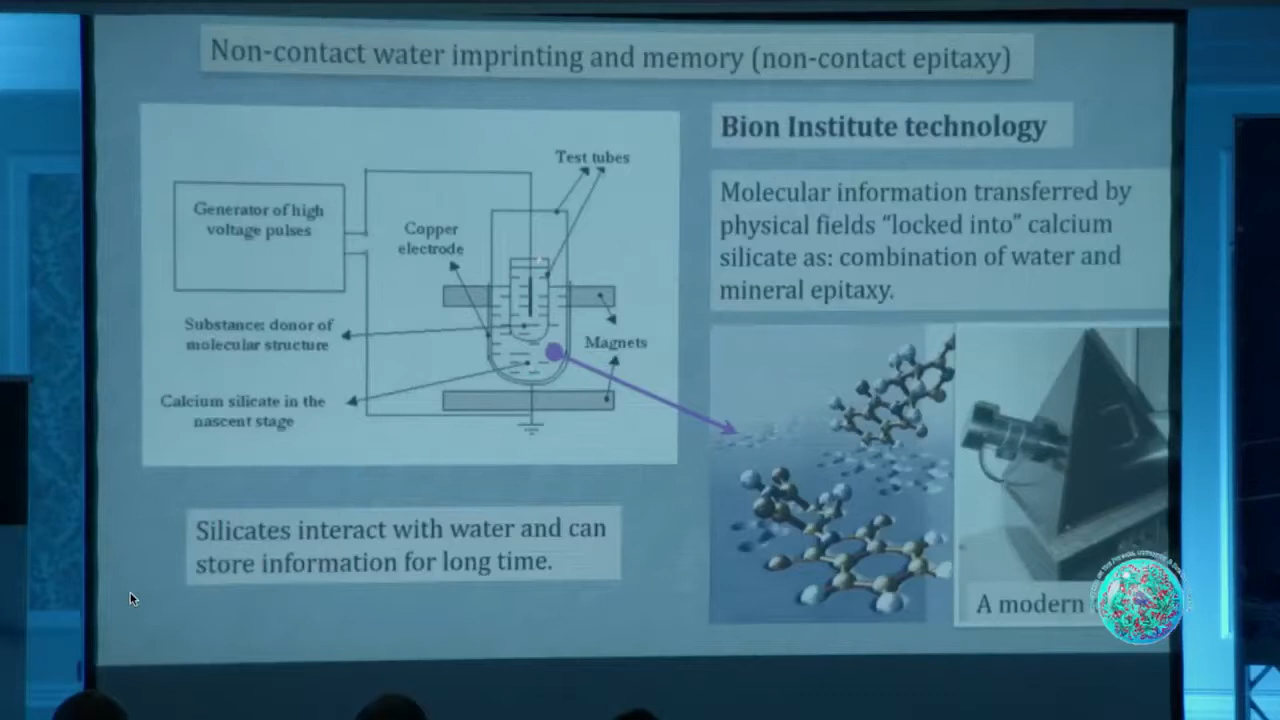 Non-contact water imprinting and memory (non-contact epitaxy)
Bion Institute technology
Molecular information transferred by
physical fields “locked into” calcium
silicate as: combination of water and
mineral epitaxy.
Test tubes
Generator of high
voltage pulses
Copper
electrode
Substance: donor of
molecular structure
Magnets
Calcium silicate in the
nascent stage
Silicates interact with water and can
store information for long time.
A modern